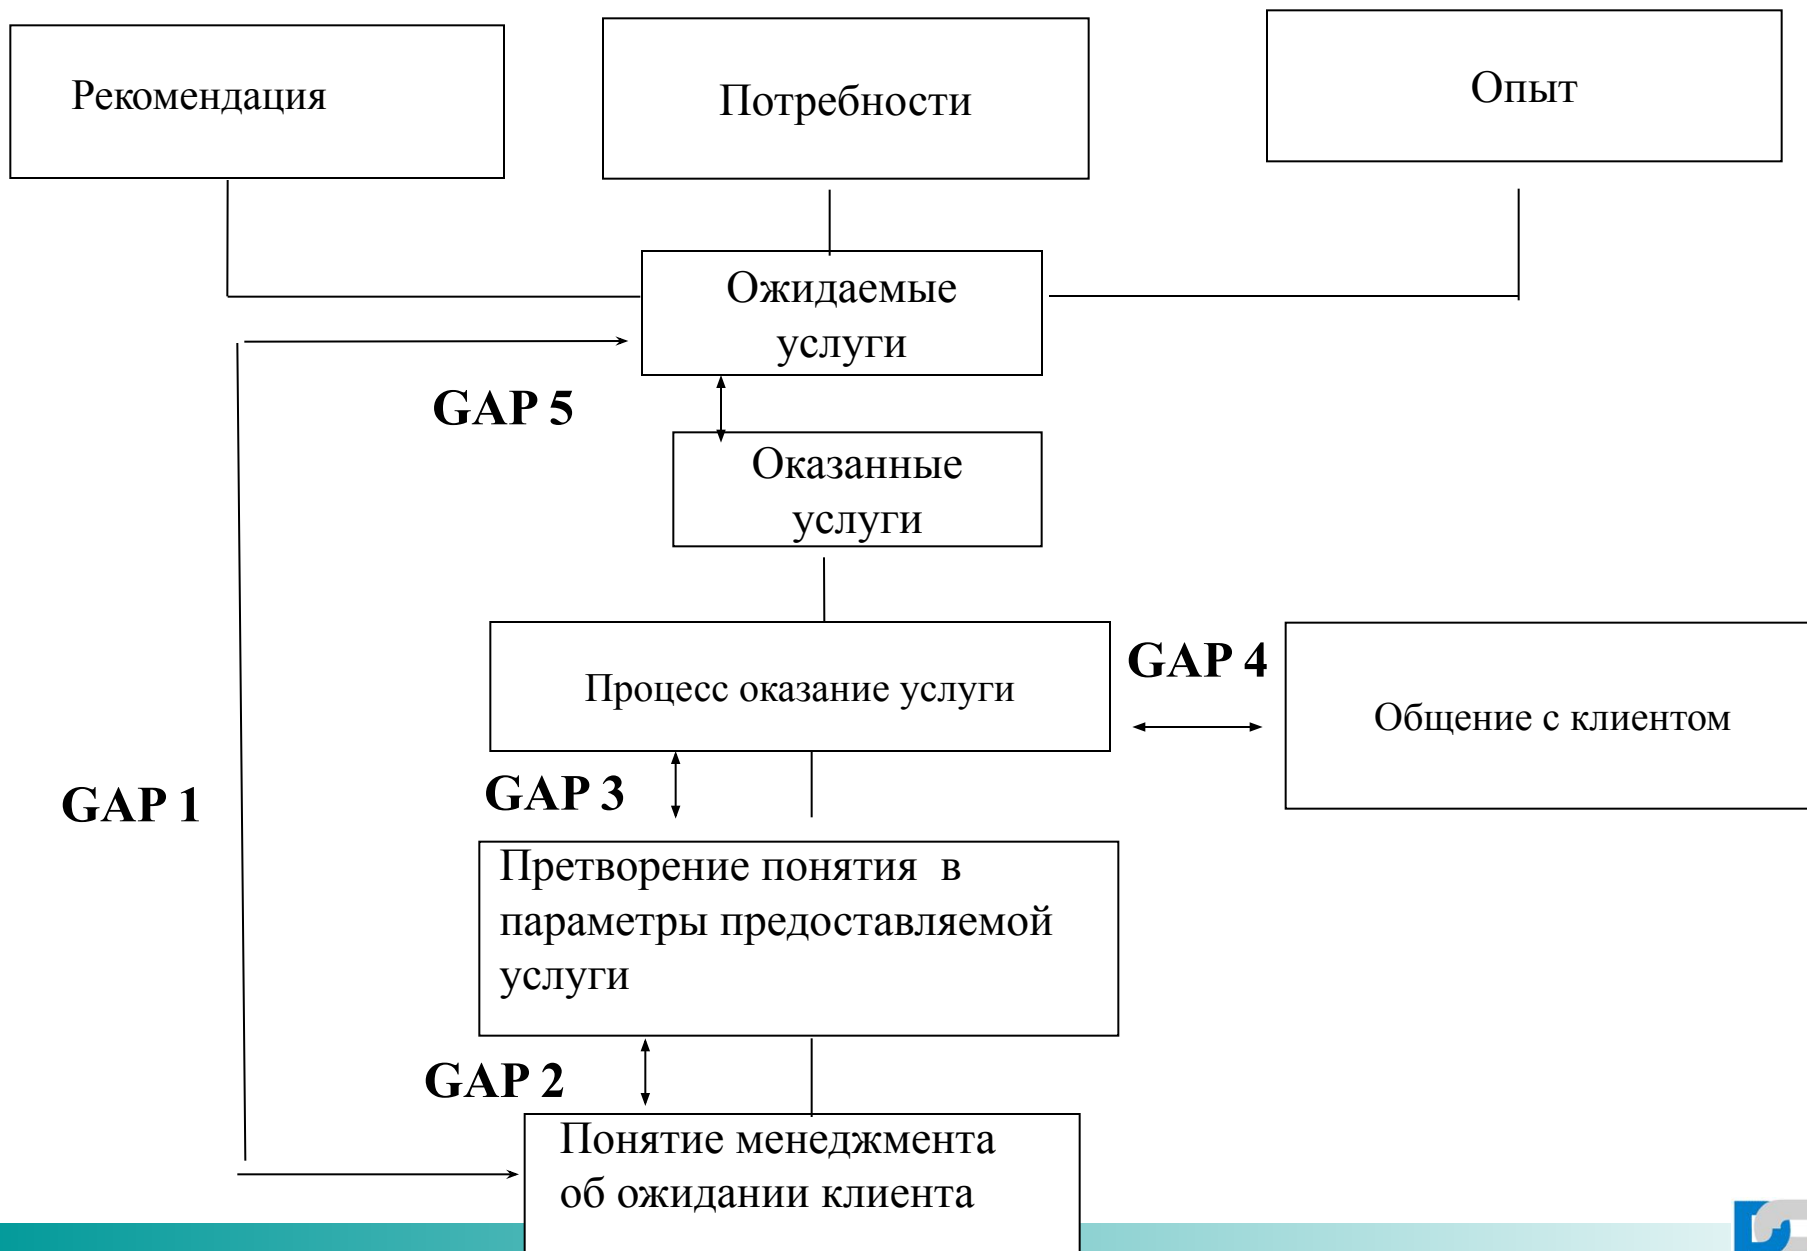 Рекомендация
Потребности
Опыт
Ожидаемые
услуги
GAP 5
Оказанные
услуги
Процесс оказание услуги
GAP 4
Общение с клиентом
GAP 1
GAP 3
Претворение понятия  в
параметры предоставляемой
услуги
GAP 2
Понятие менеджмента
об ожидании клиента